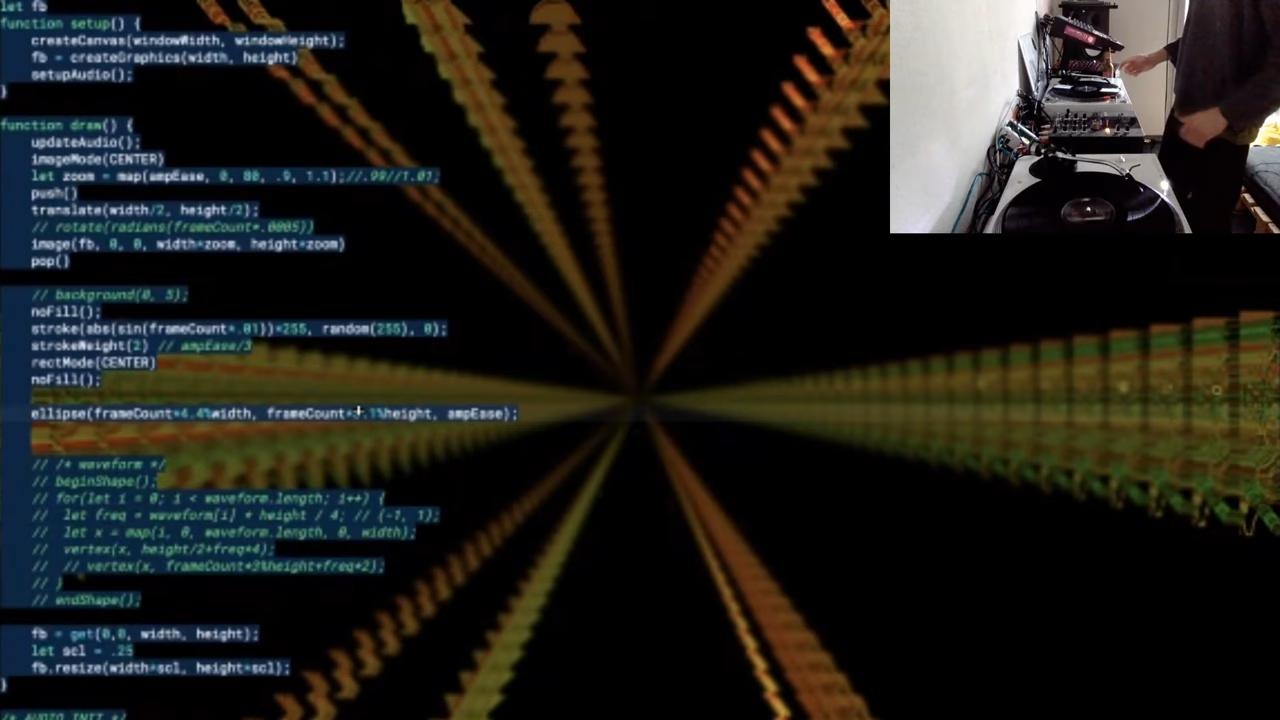 let fb
function setup() {
createCanvas(windowWidth, windowHeight);
fb = createGraphics(width, height)
setupAudio();
}
function draw() {
updateAudio();
imageMode(CENTER)
let zoom = map(ampEase, 0, 80, .9, 1.1);//.99//1.01;
push()
translate(width/2, height/2);
// rotate(radians(frameCount*.0005))
image(fb, 0, 0, width*zoom, height*zoom)
pop()
// background(0, 5);
noFill();
stroke(abs(sin(frameCount*.01))*255, random(255), 0);
strokeWeight(2) // ampEase/3
rectMode(CENTER)
noFill();
ellipse(frameCount*4.4%width, frameCount*.1%height, ampEase);
// /* waveform */
// beginShape();
// for(let i = 0; i < waveform.length; i++) {
// let freq = waveform[i] * height / 4; // (-1, 1);
// let x = map(i, 0, waveform.length, 0, width);
// vertex(x, height/2+freq*4);
// // vertex(x, frameCount*3%height+freq*2);
// }
// endShape();
fb = get(0,0, width, height);
let scl = .25
fb.resize(width*scl, height*scl);
}
/* AUDIO INIT */